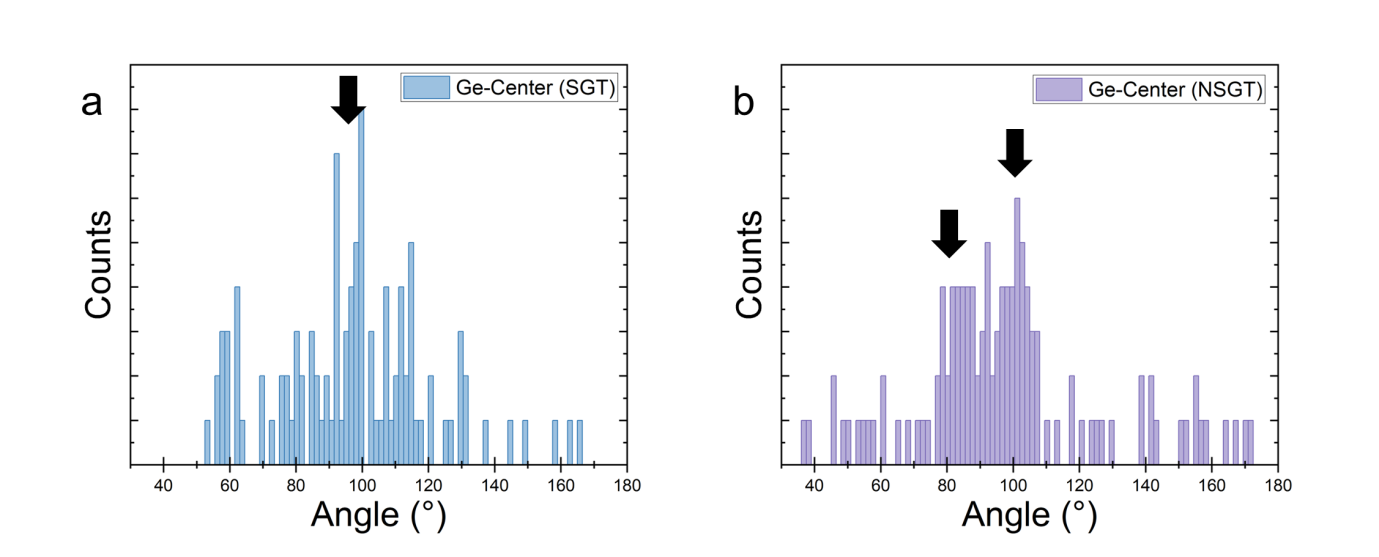 a
Ge-Center (SGT)
Counts
40 60 80 100 120 140 160 180
Angle (°)
b
Ge-Center (NSGT)
Counts
40 60 80 100 120 140 160 180
Angle (°)